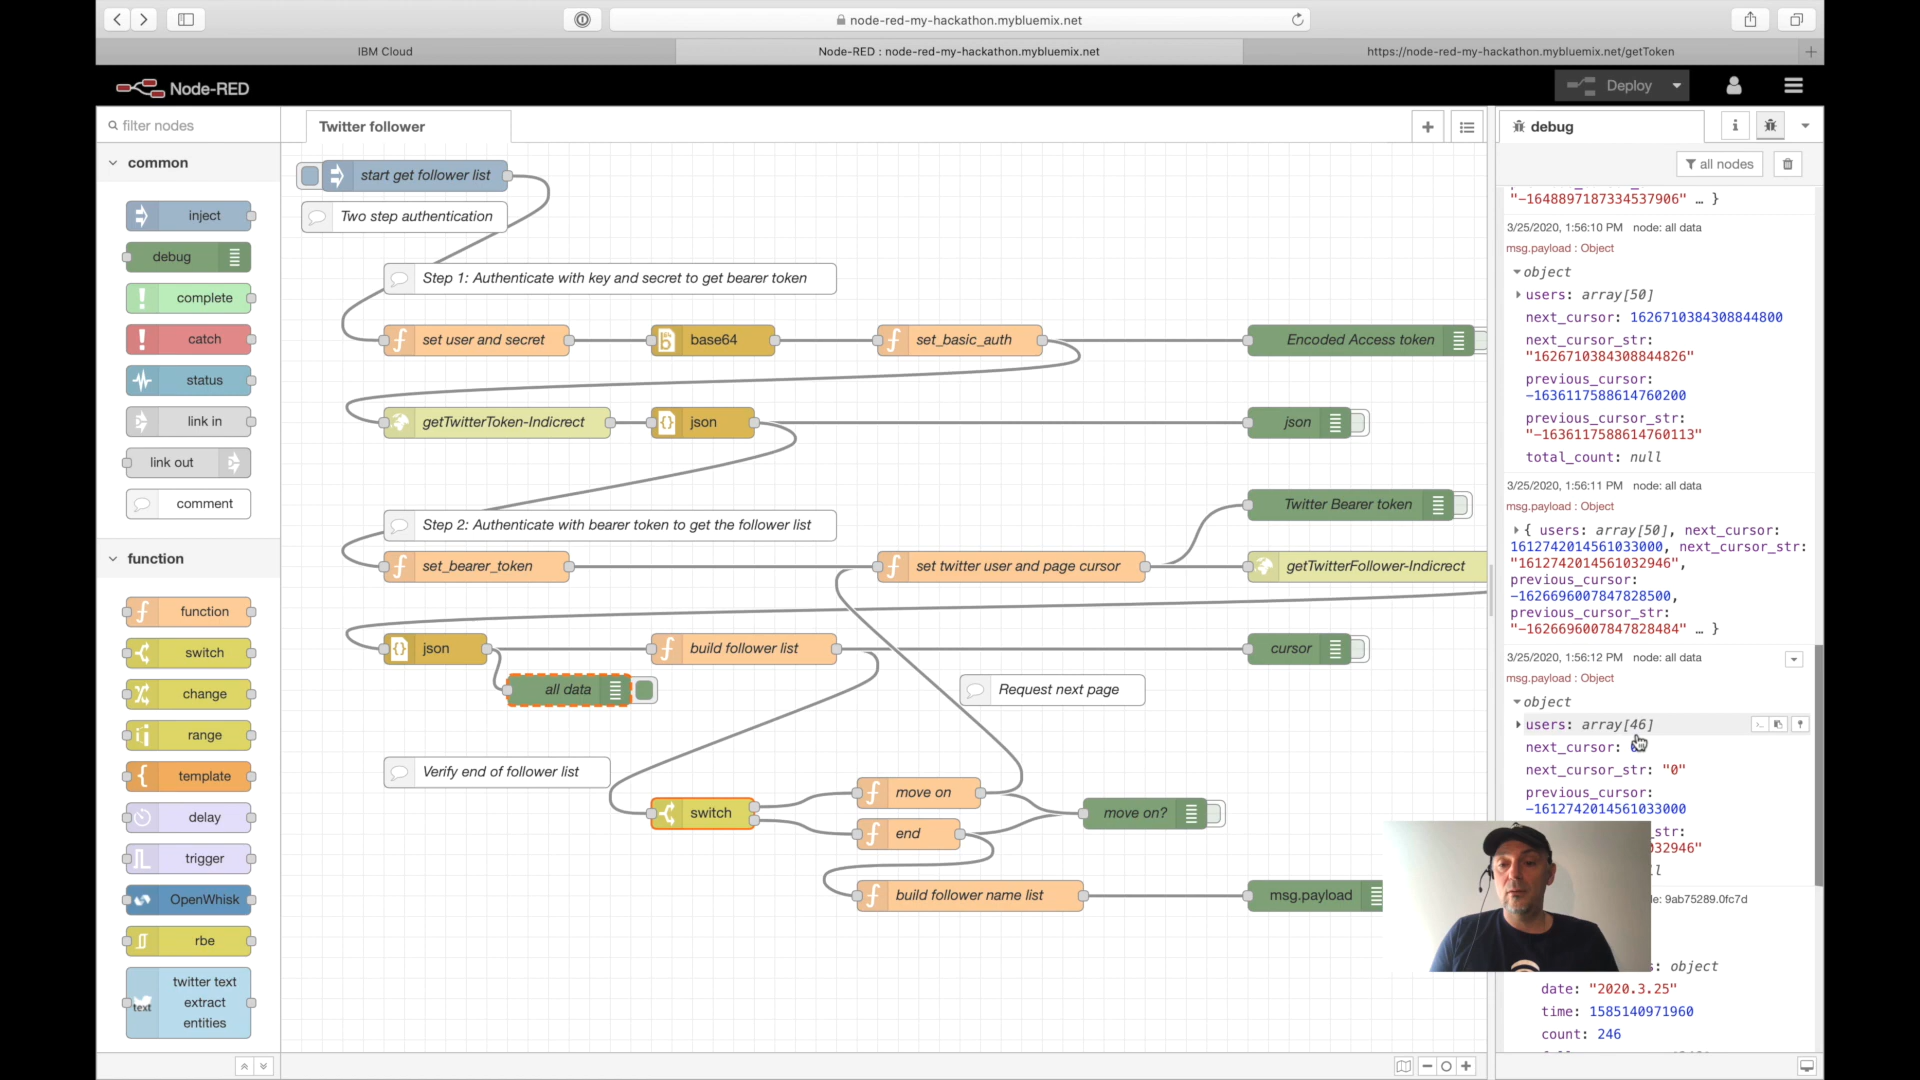 node-red-my-hackathon.mybluemix.net
IBM Cloud
Node-RED : node-red-my-hackathon.mybluemix.net
https://node-red-my-hackathon.mybluemix.net/getToken
Node-RED
Deploy
filter nodes
common
inject
debug
complete
catch
status
link in
link out
comment
function
function
switch
change
range
template
delay
trigger
OpenWhisk
rbe
twitter text
extract
entities
text
Twitter follower
start get follower list
Two step authentication
Step 1: Authenticate with key and secret to get bearer token
set user and secret
base64
set_basic_auth
Encoded Access token
getTwitterToken-Indicrect
json
json
Twitter Bearer token
Step 2: Authenticate with bearer token to get the follower list
set_bearer_token
set twitter user and page cursor
getTwitterFollower-Indicrect
json
build follower list
cursor
all data
Request next page
Verify end of follower list
switch
move on
end
move on?
build follower name list
msg.payload
debug
all nodes
"-1648897187334537906" … }
3/25/2020, 1:56:10 PM node: all data
msg.payload : Object
object
users: array[50]
next_cursor: 1626710384308844800
next_cursor_str:
"1626710384308844826"
previous_cursor:
-1636117588614760200
previous_cursor_str:
"-1636117588614760113"
total_count: null
3/25/2020, 1:56:11 PM node: all data
msg.payload : Object
{ users: array[50], next_cursor:
1612742014561033000, next_cursor_str:
"1612742014561032946",
previous_cursor:
-1626696007847828500,
previous_cursor_str:
"-1626696007847828484" … }
3/25/2020, 1:56:12 PM node: all data
msg.payload : Object
object
users: array[46]
next_cursor:
next_cursor_str: "0"
previous_cursor:
-1612742014561033000
_str:
032946"
e: 9ab75289.0fc7d
: object
date: "2020.3.25"
time: 1585140971960
count: 246